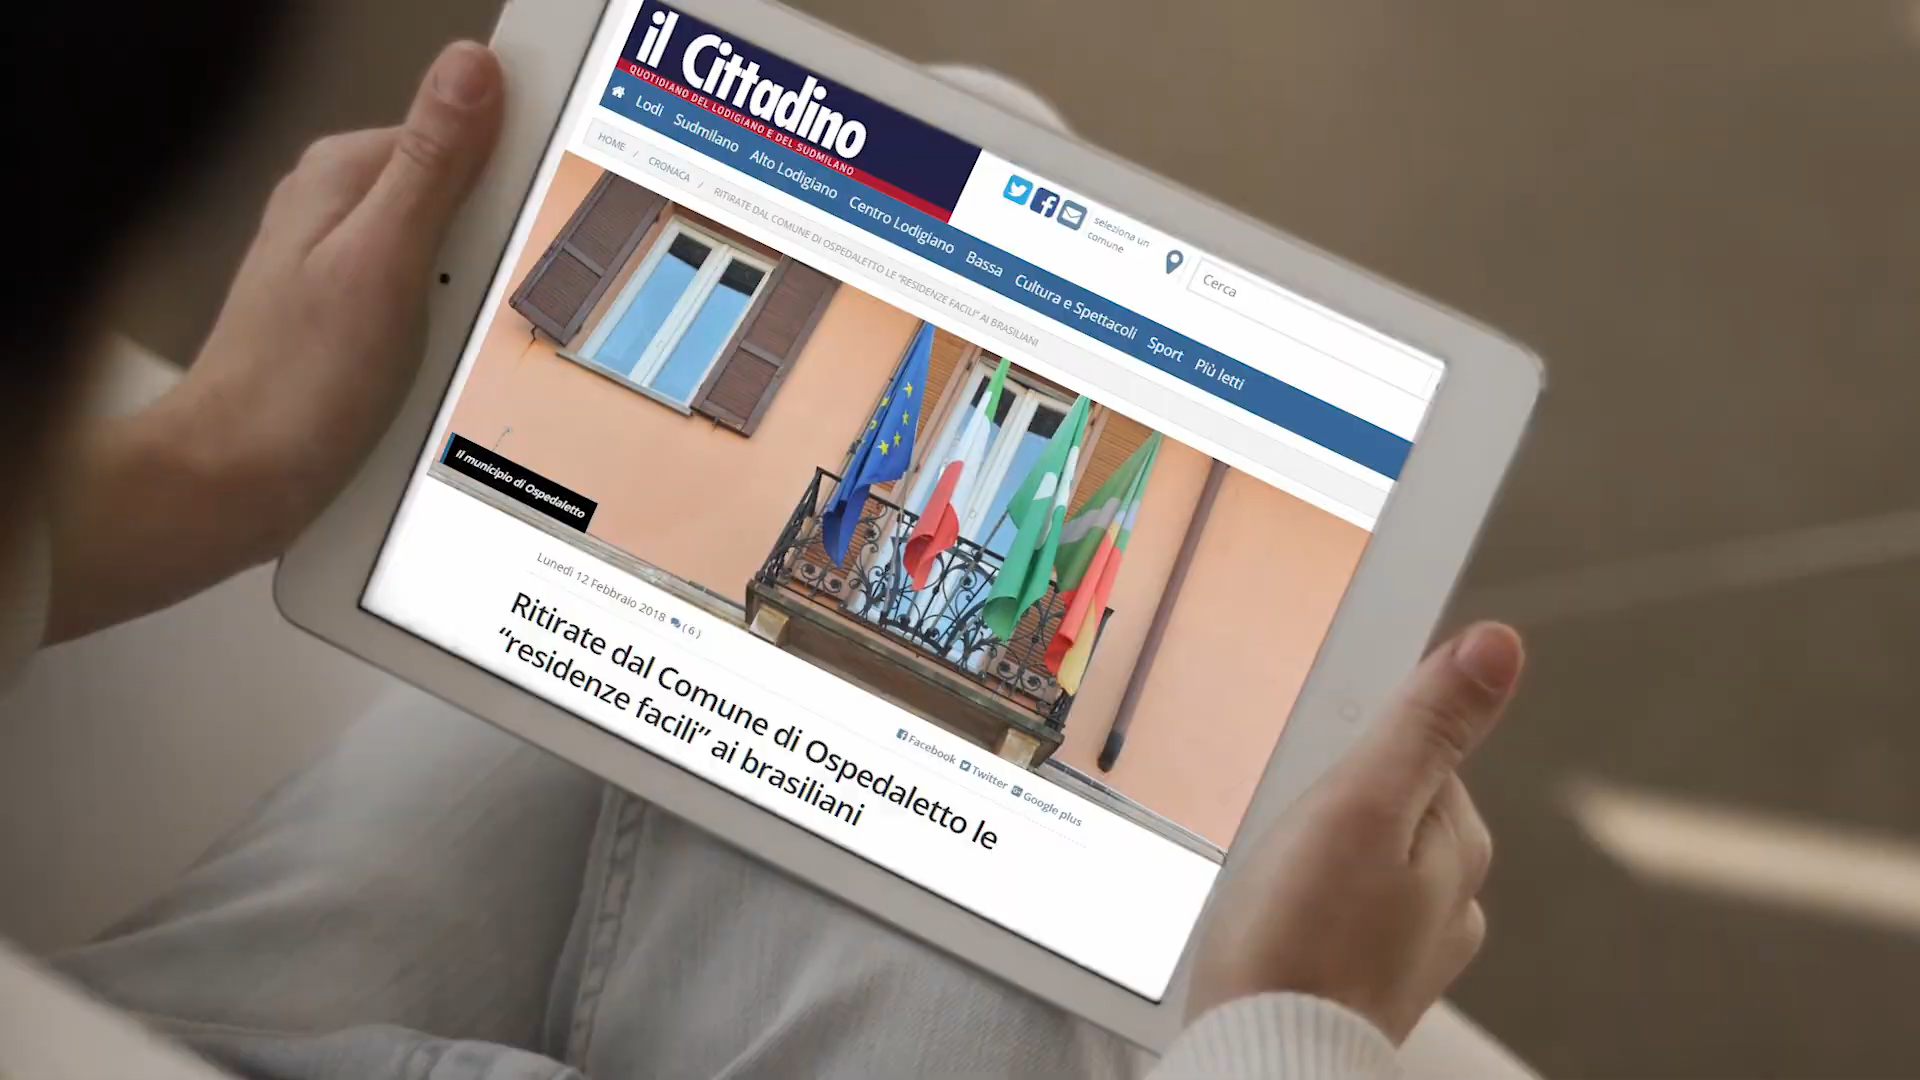 il Cittadino
QUOTIDIANO DEL LODIGIANO E DEL SUDMILANO
seleziona un
comune
Cerca
Lodi Sudmilano Alto Lodigiano Centro Lodigiano Bassa Cultura e Spettacoli Sport Più letti
HOME / CRONACA / RITIRATE DAL COMUNE DI OSPEDALETTO LE "RESIDENZE FACILI" AI BRASILIANI
Il municipio di Ospedaletto
Lunedì 12 Febbraio 2018 (6)
Facebook Twitter Google plus
Ritirate dal Comune di Ospedaletto le
“residenze facili” ai brasiliani